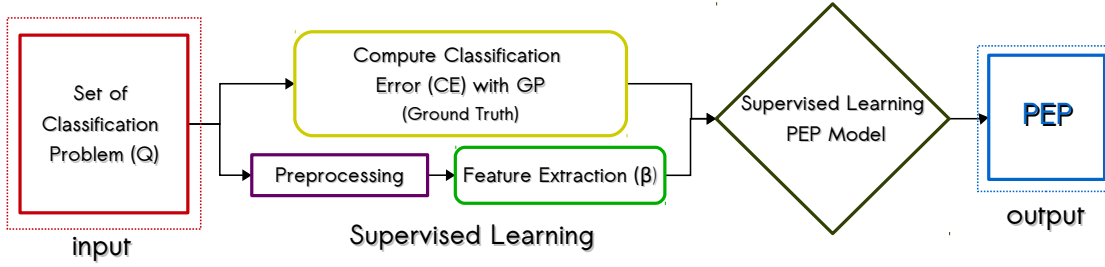 Set of
Classification
Problem (Q)
input
Compute Classification
Error (CE) with GP
(Ground Truth)
Preprocessing
Feature Extraction (β)
Supervised Learning
Supervised Learning
PEP Model
PEP
output